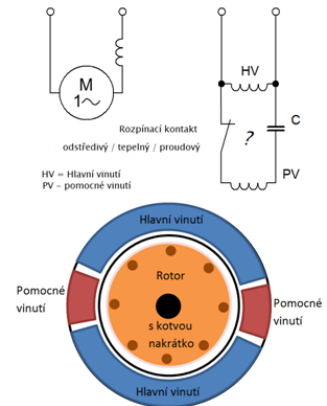 M
1~
HV
C
?
PV
Rozpínací kontakt
odstředivý / tepelný / proudový
HV = Hlavní vinutí
PV – pomocné vinutí
Hlavní vinutí
Pomocné
vinutí
Rotor
s kotvou
nakrátko
Pomocné
vinutí
Hlavní vinutí